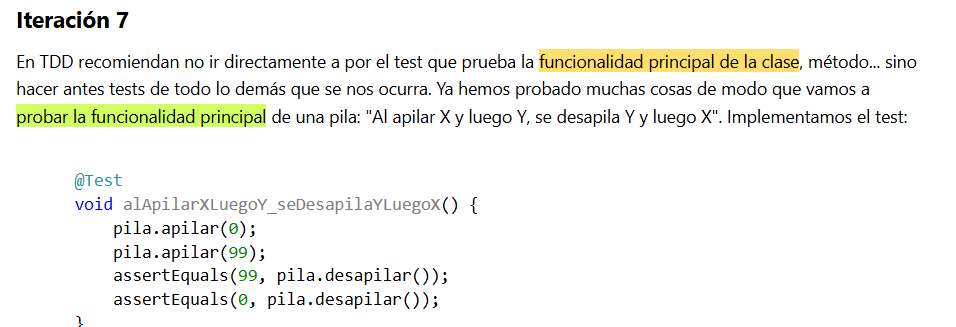 Iteración 7
En TDD recomiendan no ir directamente a por el test que prueba la funcionalidad principal de la clase, método... sino
hacer antes tests de todo lo demás que se nos ocurra. Ya hemos probado muchas cosas de modo que vamos a
probar la funcionalidad principal de una pila: "Al apilar X y luego Y, se desapila Y y luego X". Implementamos el test:
@Test
void alApilarXLuegoY_seDesapilaYLuegoX() {
    pila.apilar(0);
    pila.apilar(99);
    assertEquals(99, pila.desapilar());
    assertEquals(0, pila.desapilar());
}